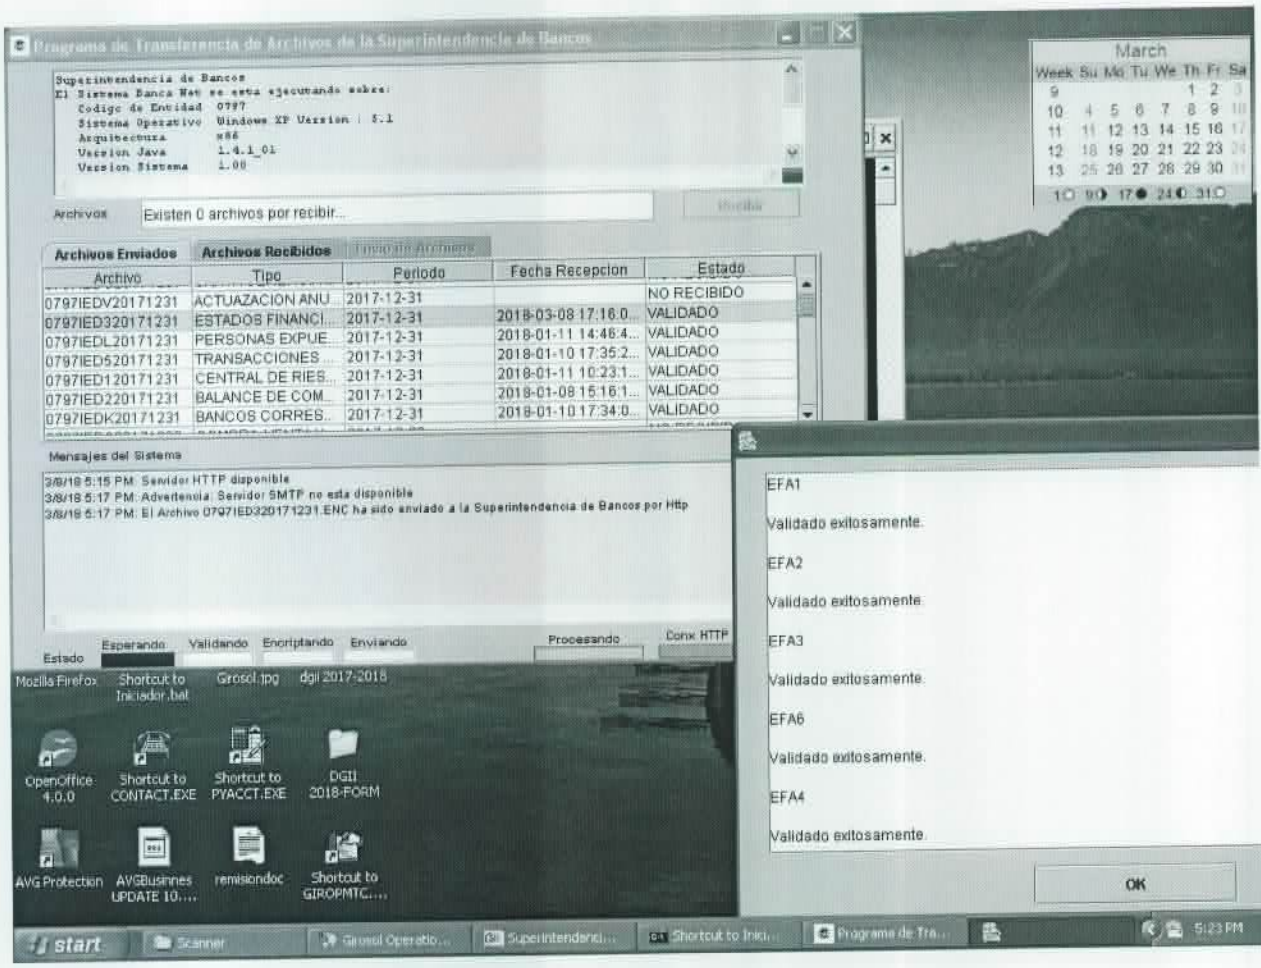 Programa de Transferencia de Archivos de la Superintendencia de Bancos
Superintendencia de Bancos
El Sistema Banca Net se esta ejecutando sobre:
Codigo de Entidad 0797
Sistema Operativo Windows XP Version : 5.1
Arquitectura x86
Version Java 1.4.1_01
Version Sistema 1.00
Archivos Existen 0 archivos por recibir... Recibir
Archivos Enviados Archivos Recibidos Envio de Archivos
Archivo Tipo Periodo Fecha Recepcion Estado
0797IEDV20171231 ACTUAZACION ANU... 2017-12-31 NO RECIBIDO
0797IED320171231 ESTADOS FINANCI... 2017-12-31 2018-03-08 17:16:0... VALIDADO
0797IEDL20171231 PERSONAS EXPUE... 2017-12-31 2018-01-11 14:46:4... VALIDADO
0797IED520171231 TRANSACCIONES ... 2017-12-31 2018-01-10 17:35:2... VALIDADO
0797IED120171231 CENTRAL DE RIES... 2017-12-31 2018-01-11 10:23:1... VALIDADO
0797IED220171231 BALANCE DE COM... 2017-12-31 2018-01-08 15:16:1... VALIDADO
0797IEDK20171231 BANCOS CORRES... 2017-12-31 2018-01-10 17:34:0... VALIDADO
Mensajes del Sistema
3/8/18 5:15 PM: Servidor HTTP disponible
3/8/18 5:17 PM: Advertencia: Servidor SMTP no esta disponible
3/8/18 5:17 PM: El Archivo 0797IED320171231.ENC ha sido enviado a la Superintendencia de Bancos por Http
Estado Esperando Validando Encriptando Enviando Procesando Conx HTTP
March
Week Su Mo Tu We Th Fr Sa
9 1 2 3
10 4 5 6 7 8 9 10
11 11 12 13 14 15 16 17
12 18 19 20 21 22 23 24
13 25 26 27 28 29 30 31
1 9 17 24 31
EFA1
Validado exitosamente.
EFA2
Validado exitosamente.
EFA3
Validado exitosamente.
EFA6
Validado exitosamente.
EFA4
Validado exitosamente.
OK
Mozilla Firefox
Shortcut to Iniciador.bat
Girosol.jpg
dgii 2017-2018
OpenOffice 4.0.0
Shortcut to CONTACT.EXE
Shortcut to PYACCT.EXE
DGII 2018-FORM
AVG Protection
AVGBusinnes UPDATE 10....
remisiondoc
Shortcut to GIROPMTC....
start Scanner Girosol Operatio... Superintendenci... Shortcut to Inici... Programa de Tra... 5:23 PM